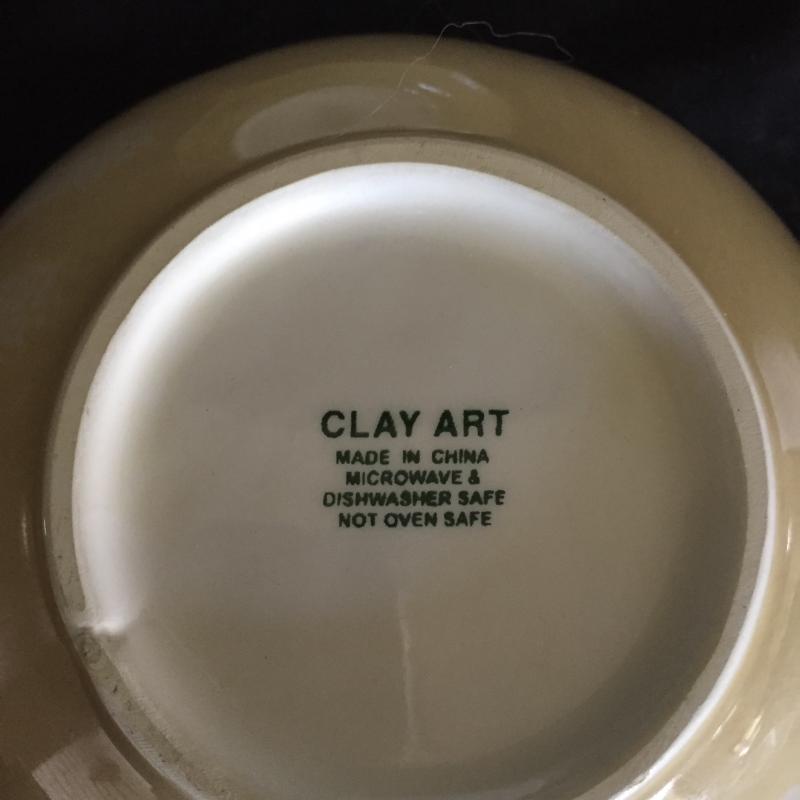 CLAY ART
MADE IN CHINA
MICROWAVE &
DISHWASHER SAFE
NOT OVEN SAFE